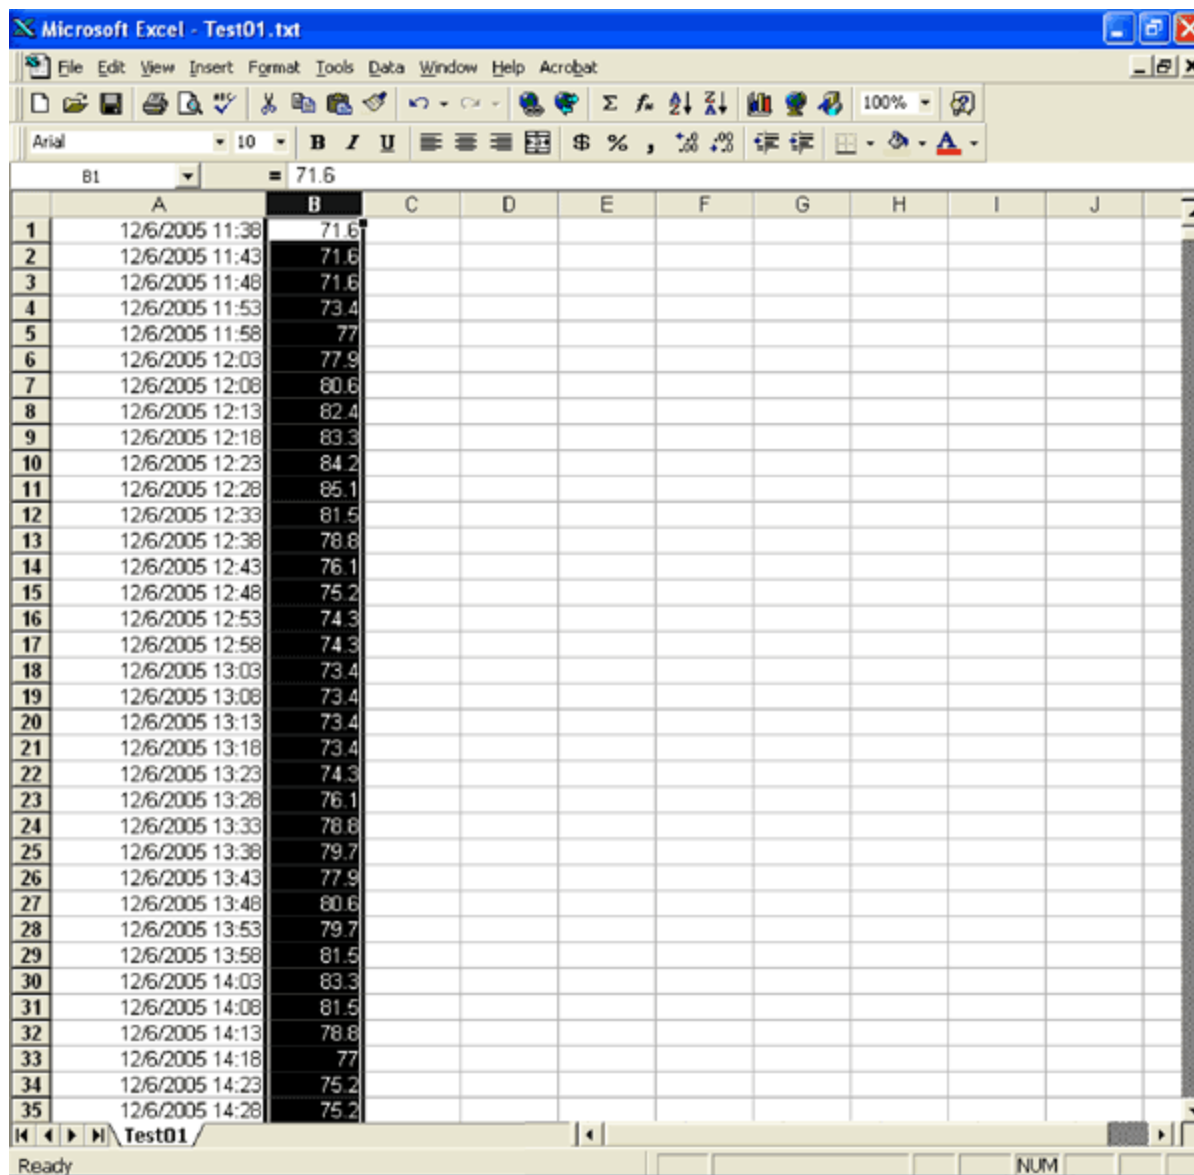 Microsoft Excel - Test01.txt
File Edit View Insert Format Tools Data Window Help Acrobat
100%
Arial 10 B I U $ % ,
B1 = 71.6
A B C D E F G H I J
1 12/6/2005 11:38 71.6
2 12/6/2005 11:43 71.6
3 12/6/2005 11:48 71.6
4 12/6/2005 11:53 73.4
5 12/6/2005 11:58 77
6 12/6/2005 12:03 77.9
7 12/6/2005 12:08 80.6
8 12/6/2005 12:13 82.4
9 12/6/2005 12:18 83.3
10 12/6/2005 12:23 84.2
11 12/6/2005 12:28 85.1
12 12/6/2005 12:33 81.5
13 12/6/2005 12:38 78.8
14 12/6/2005 12:43 76.1
15 12/6/2005 12:48 75.2
16 12/6/2005 12:53 74.3
17 12/6/2005 12:58 74.3
18 12/6/2005 13:03 73.4
19 12/6/2005 13:08 73.4
20 12/6/2005 13:13 73.4
21 12/6/2005 13:18 73.4
22 12/6/2005 13:23 74.3
23 12/6/2005 13:28 76.1
24 12/6/2005 13:33 78.8
25 12/6/2005 13:38 79.7
26 12/6/2005 13:43 77.9
27 12/6/2005 13:48 80.6
28 12/6/2005 13:53 79.7
29 12/6/2005 13:58 81.5
30 12/6/2005 14:03 83.3
31 12/6/2005 14:08 81.5
32 12/6/2005 14:13 78.8
33 12/6/2005 14:18 77
34 12/6/2005 14:23 75.2
35 12/6/2005 14:28 75.2
Test01
Ready NUM